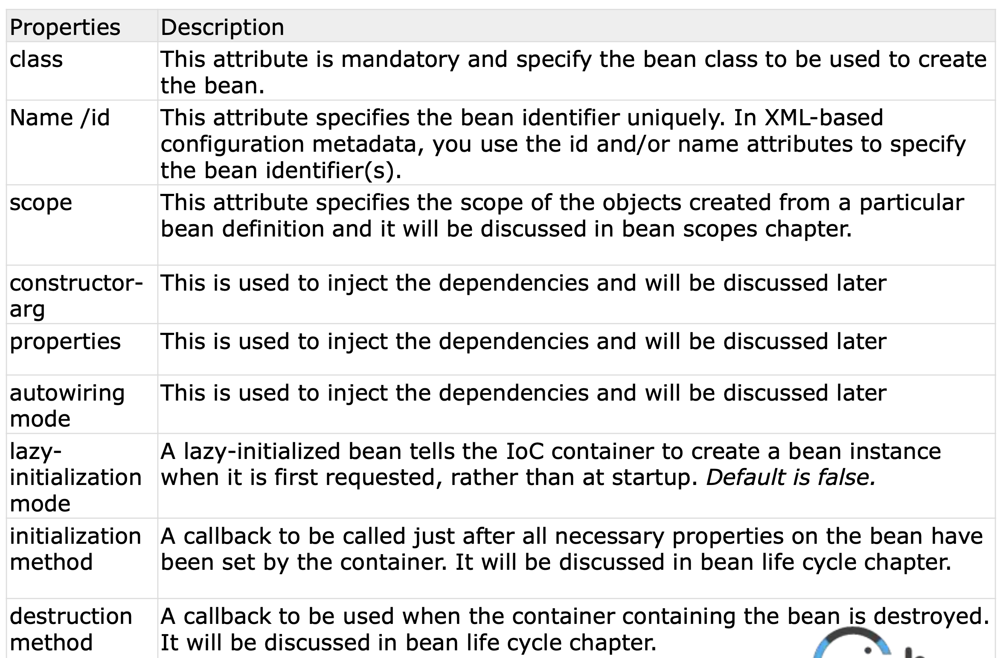 Properties
Description
class
This attribute is mandatory and specify the bean class to be used to create
the bean.
Name /id
This attribute specifies the bean identifier uniquely. In XML-based
configuration metadata, you use the id and/or name attributes to specify
the bean identifier(s).
scope
This attribute specifies the scope of the objects created from a particular
bean definition and it will be discussed in bean scopes chapter.
constructor-
arg
This is used to inject the dependencies and will be discussed later
properties
This is used to inject the dependencies and will be discussed later
autowiring
mode
This is used to inject the dependencies and will be discussed later
lazy-
initialization
mode
A lazy-initialized bean tells the IoC container to create a bean instance
when it is first requested, rather than at startup. Default is false.
initialization
method
A callback to be called just after all necessary properties on the bean have
been set by the container. It will be discussed in bean life cycle chapter.
destruction
method
A callback to be used when the container containing the bean is destroyed.
It will be discussed in bean life cycle chapter.